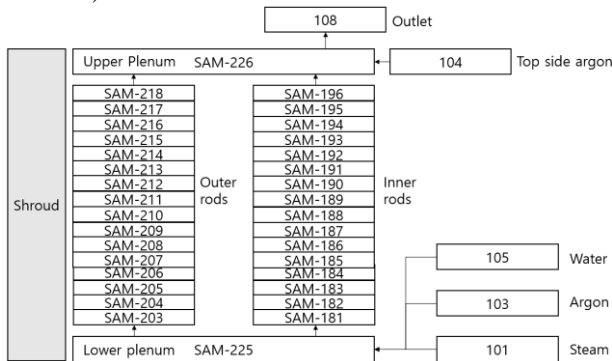 108 Outlet
Upper Plenum SAM-226
104 Top side argon
SAM-218 SAM-196
SAM-217 SAM-195
SAM-216 SAM-194
SAM-215 SAM-193
SAM-214 SAM-192
SAM-213 SAM-191
SAM-212 Outer SAM-190 Inner
Shroud
SAM-211 rods SAM-189 rods
SAM-210 SAM-188
SAM-209 SAM-187
SAM-208 SAM-186
SAM-207 SAM-185
105 Water
SAM-206 SAM-184
SAM-205 SAM-183
SAM-204 SAM-182
103 Argon
SAM-203 SAM-181
Lower plenum SAM-225
101 Steam